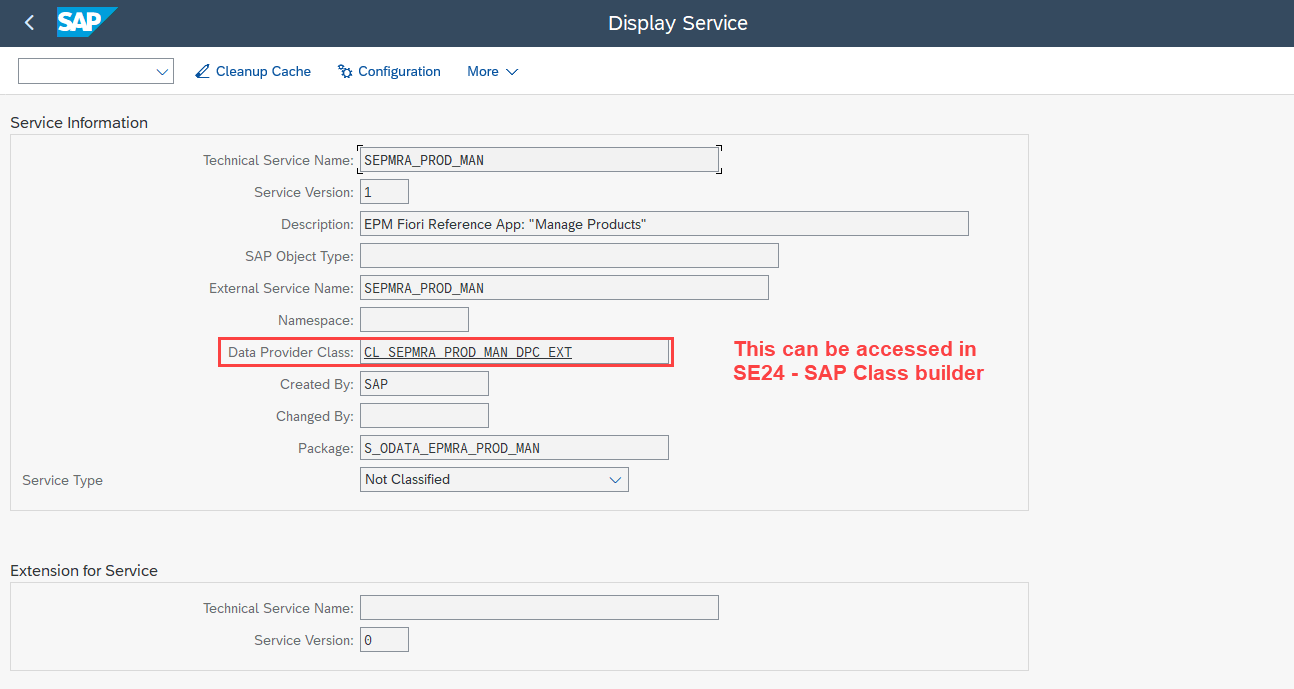 SAP
Display Service
Cleanup Cache
Configuration
More
Service Information
Technical Service Name: SEPMRA_PROD_MAN
Service Version: 1
Description: EPM Fiori Reference App: "Manage Products"
SAP Object Type:
External Service Name: SEPMRA_PROD_MAN
Namespace:
Data Provider Class: CL_SEPMRA_PROD_MAN_DPC_EXT
This can be accessed in
SE24 - SAP Class builder
Created By: SAP
Changed By:
Package: S_ODATA_EPMRA_PROD_MAN
Service Type Not Classified
Extension for Service
Technical Service Name:
Service Version: 0